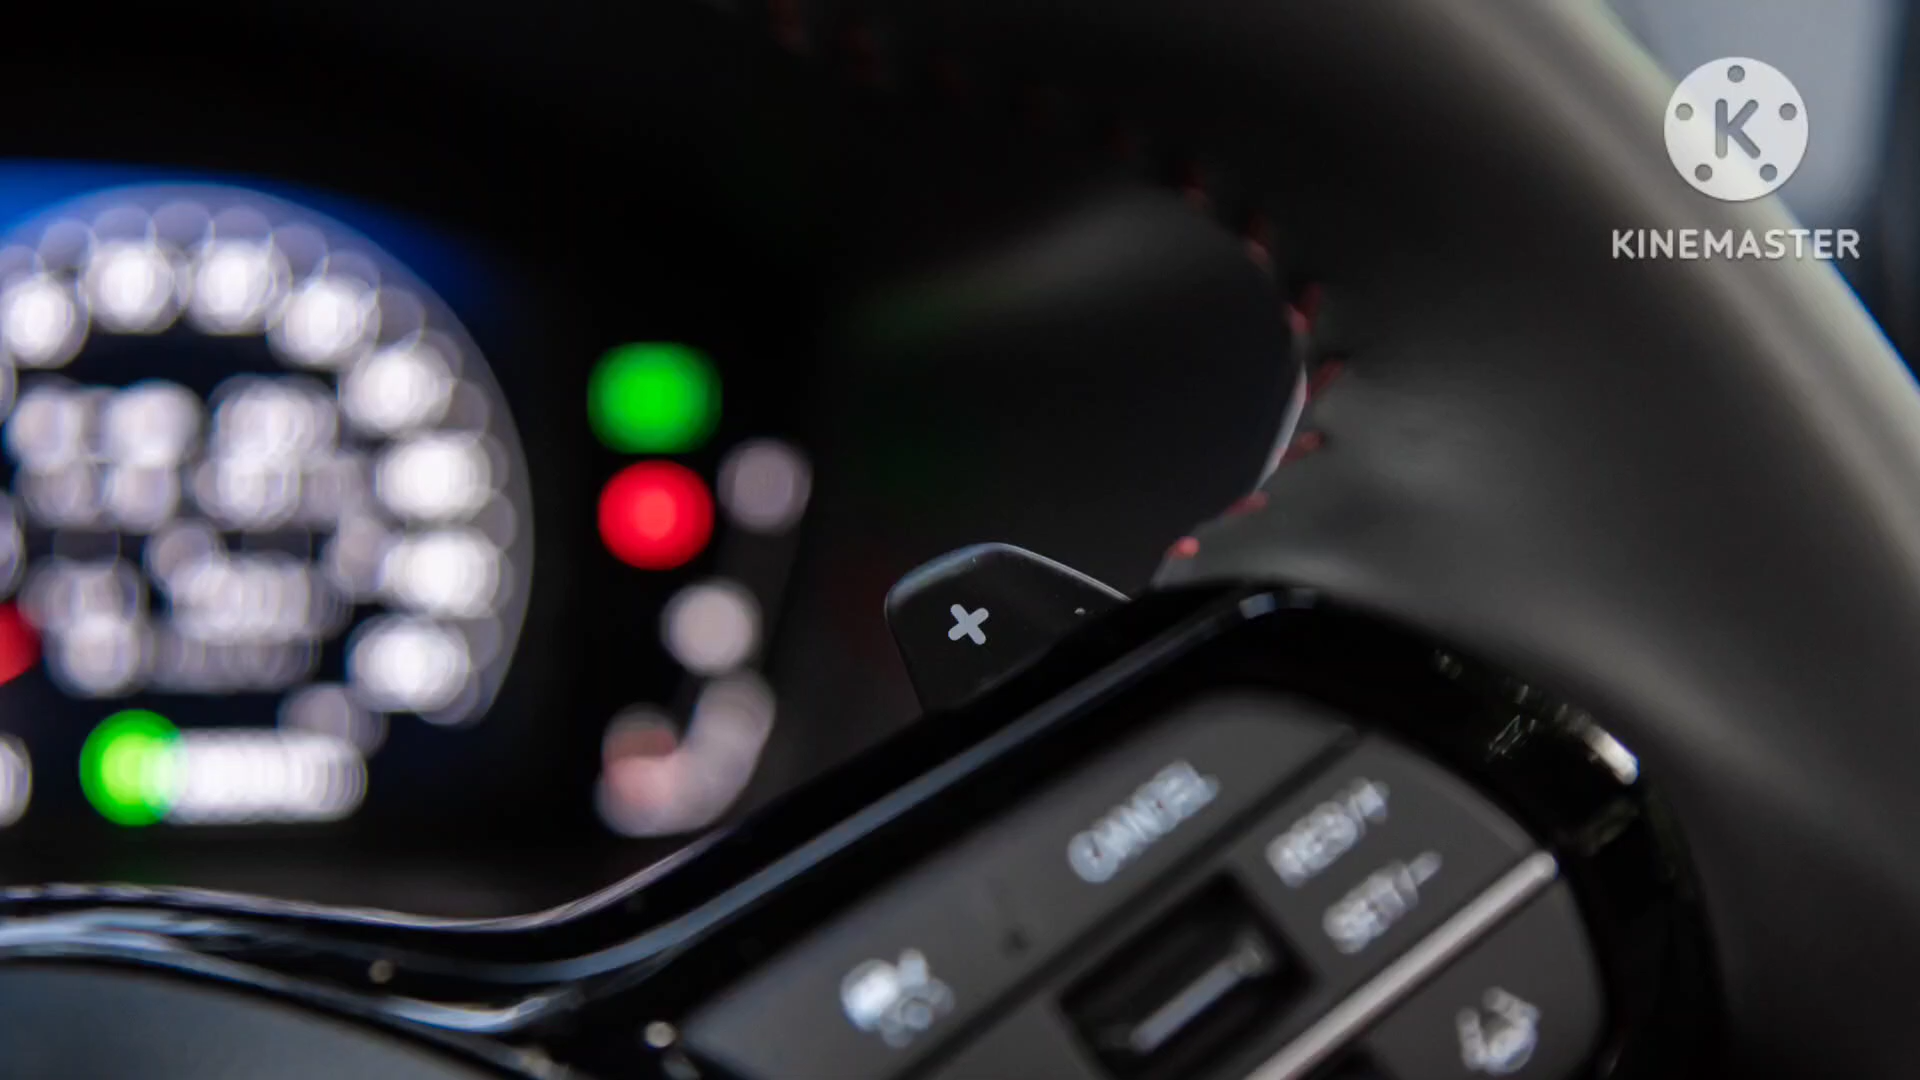 K
KINEMASTER
+
CANCEL
RES/+
SET/-